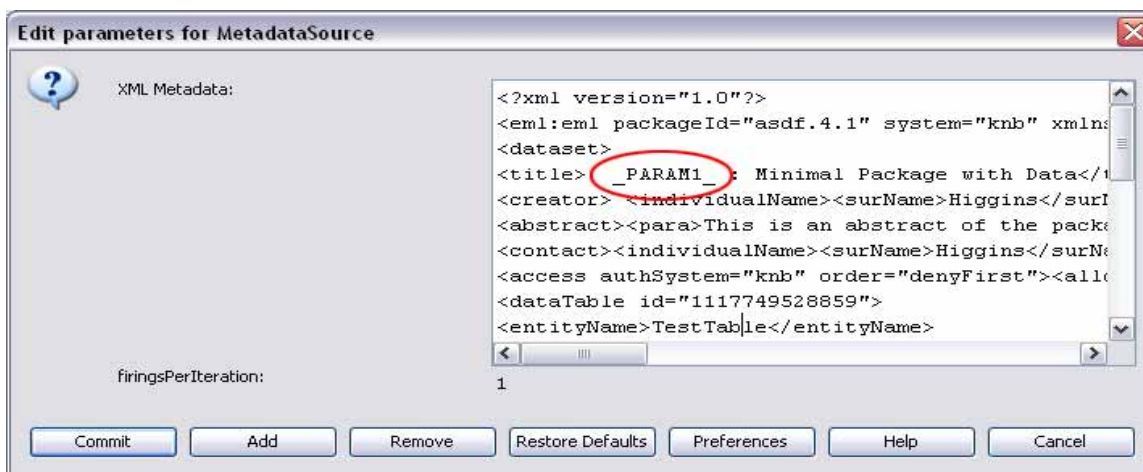 Edit parameters for MetadataSource
XML Metadata:
<?xml version="1.0"?>
<eml:eml packageId="asdf.4.1" system="knb" xmlns
<dataset>
<title> _PARAM1_ : Minimal Package with Data</t
<creator> <individualName><surName>Higgins</surN
<abstract><para>This is an abstract of the packa
<contact><individualName><surName>Higgins</surNa
<access authSystem="knb" order="denyFirst"><allo
<dataTable id="1117749528859">
<entityName>TestTable</entityName>
firingsPerIteration:
1
Commit Add Remove Restore Defaults Preferences Help Cancel